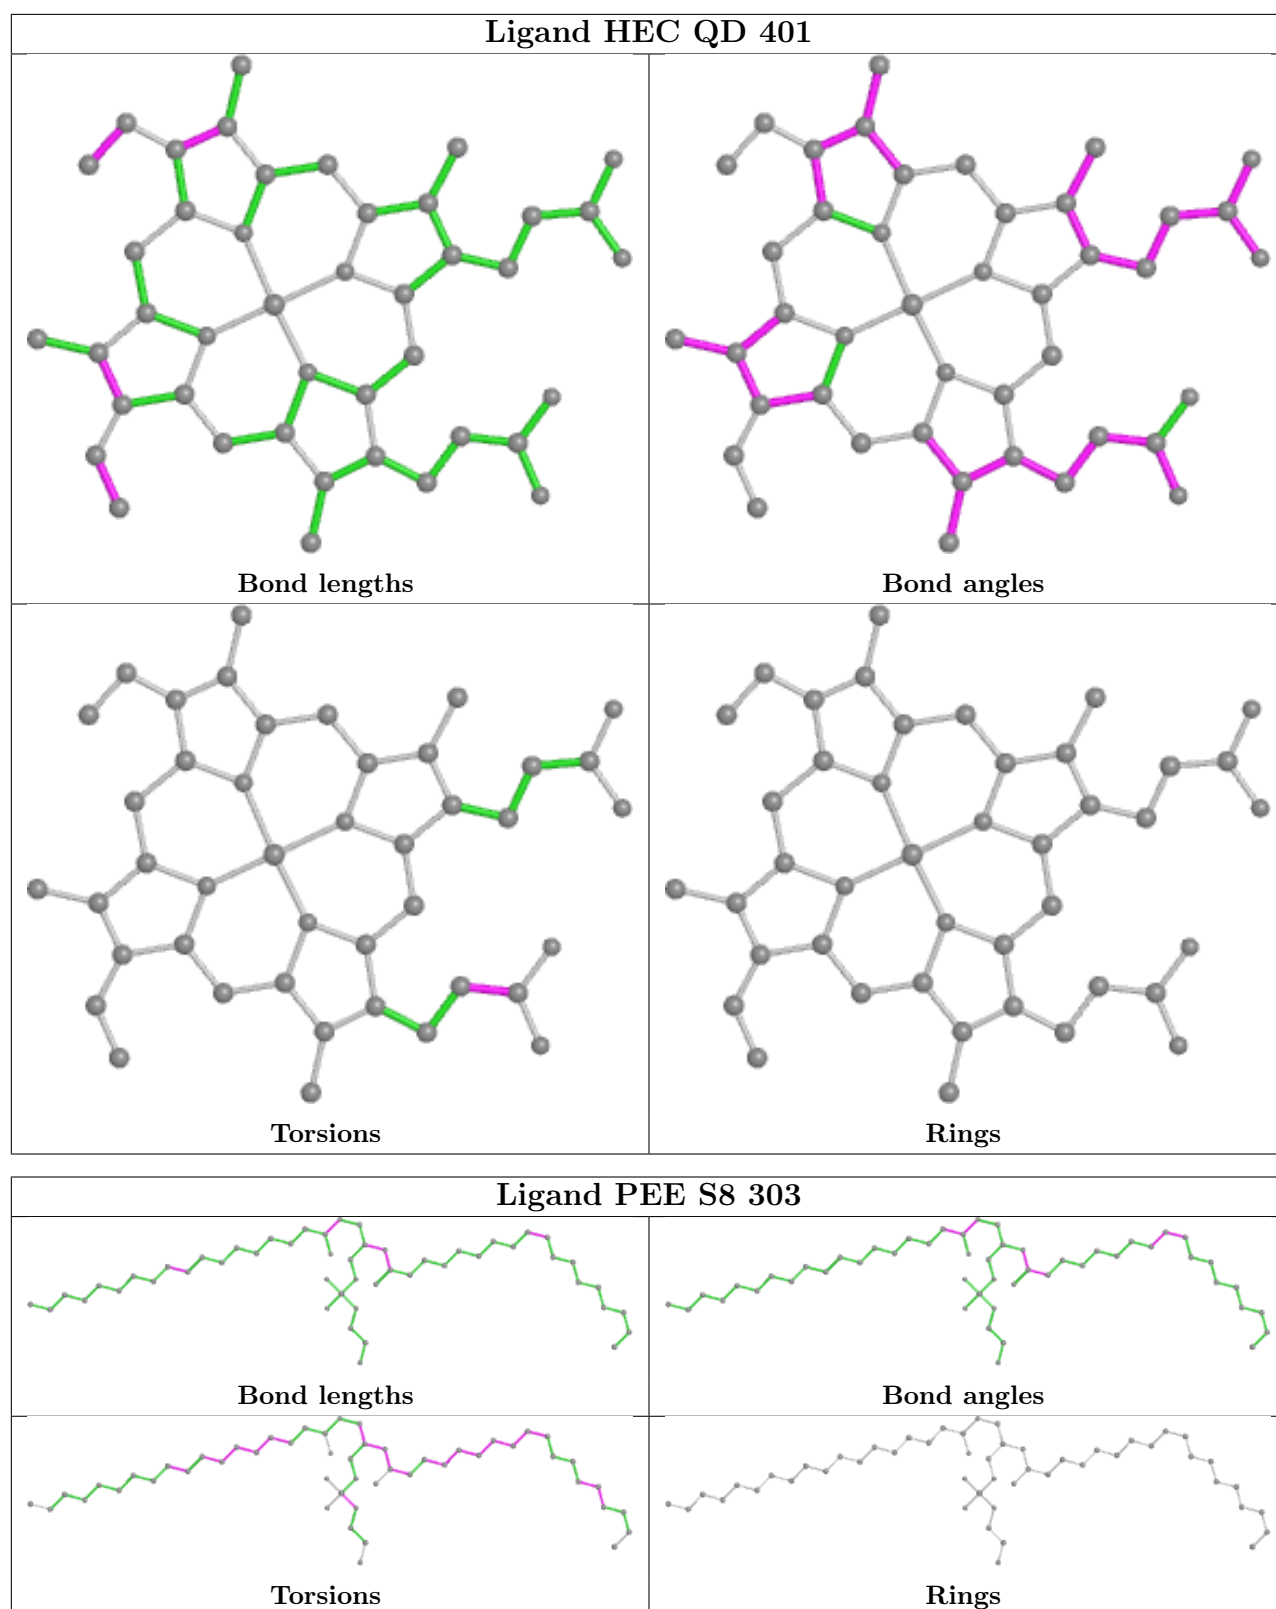 Ligand HEC QD 401
Bond lengths
Bond angles
Torsions
Rings
Ligand PEE S8 303
Bond lengths
Bond angles
Torsions
Rings